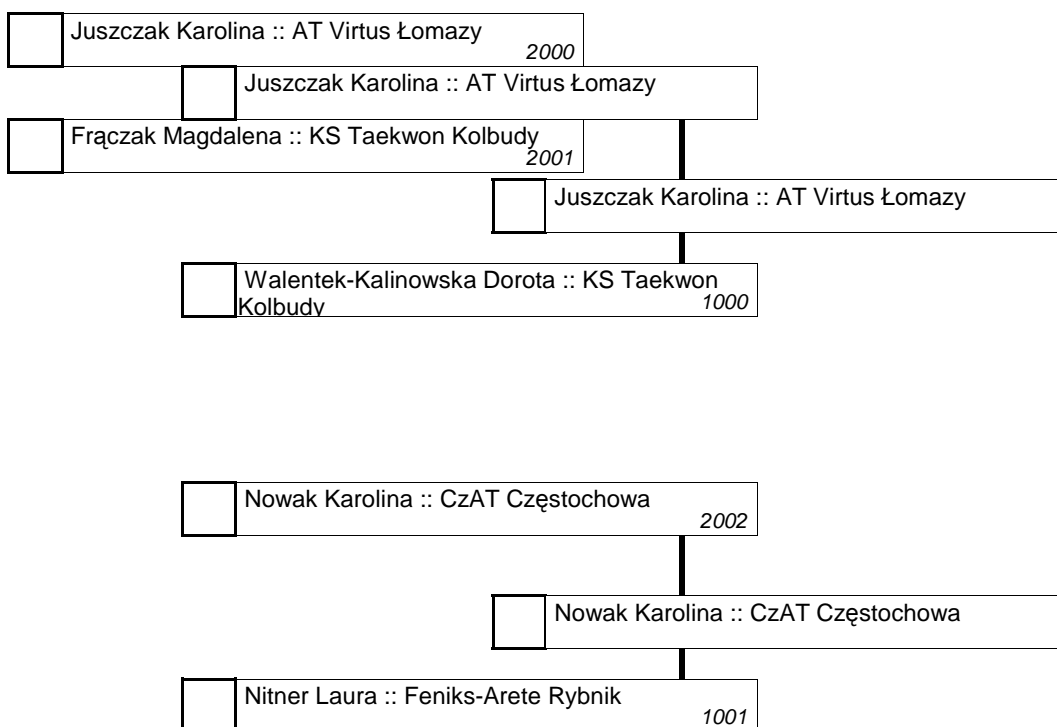 Juszczak Karolina :: AT Virtus Łomazy
2000
Juszczak Karolina :: AT Virtus Łomazy
Frączak Magdalena :: KS Taekwon Kolbudy
2001
Juszczak Karolina :: AT Virtus Łomazy
Walentek-Kalinowska Dorota :: KS Taekwon
Kolbudy
1000
Nowak Karolina :: CzAT Częstochowa
2002
Nowak Karolina :: CzAT Częstochowa
Nitner Laura :: Feniks-Arete Rybnik
1001